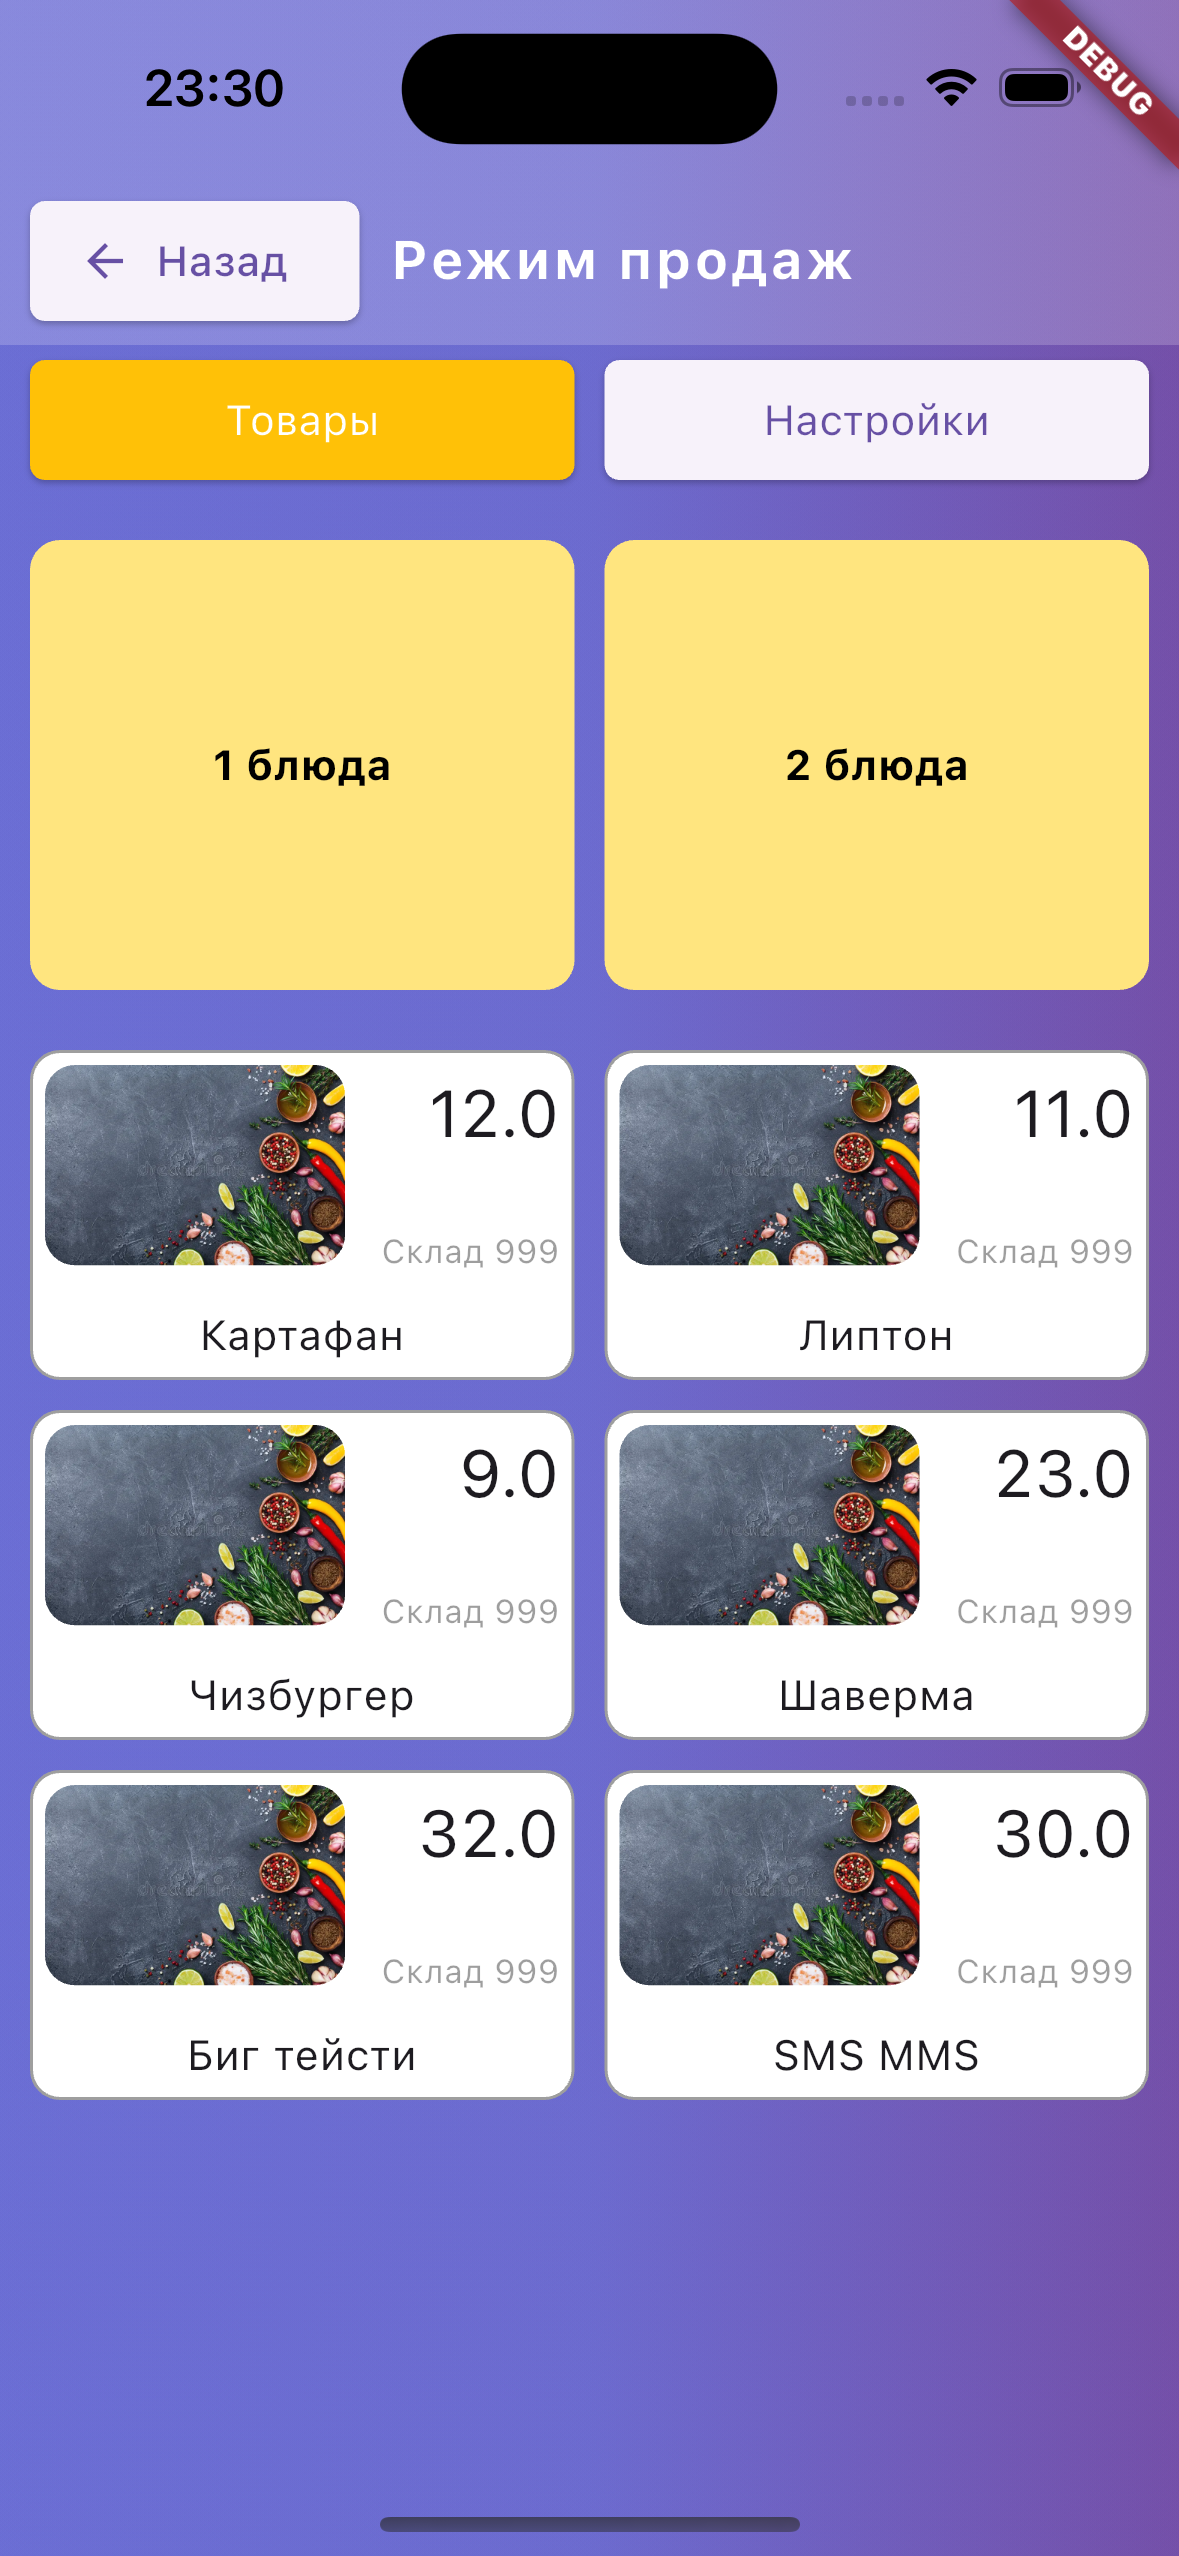 23:30
DEBUG
Назад
Режим продаж
Товары
Настройки
1 блюда
2 блюда
12.0
Склад 999
Картафан
11.0
Склад 999
Липтон
9.0
Склад 999
Чизбургер
23.0
Склад 999
Шаверма
32.0
Склад 999
Биг тейсти
30.0
Склад 999
SMS MMS